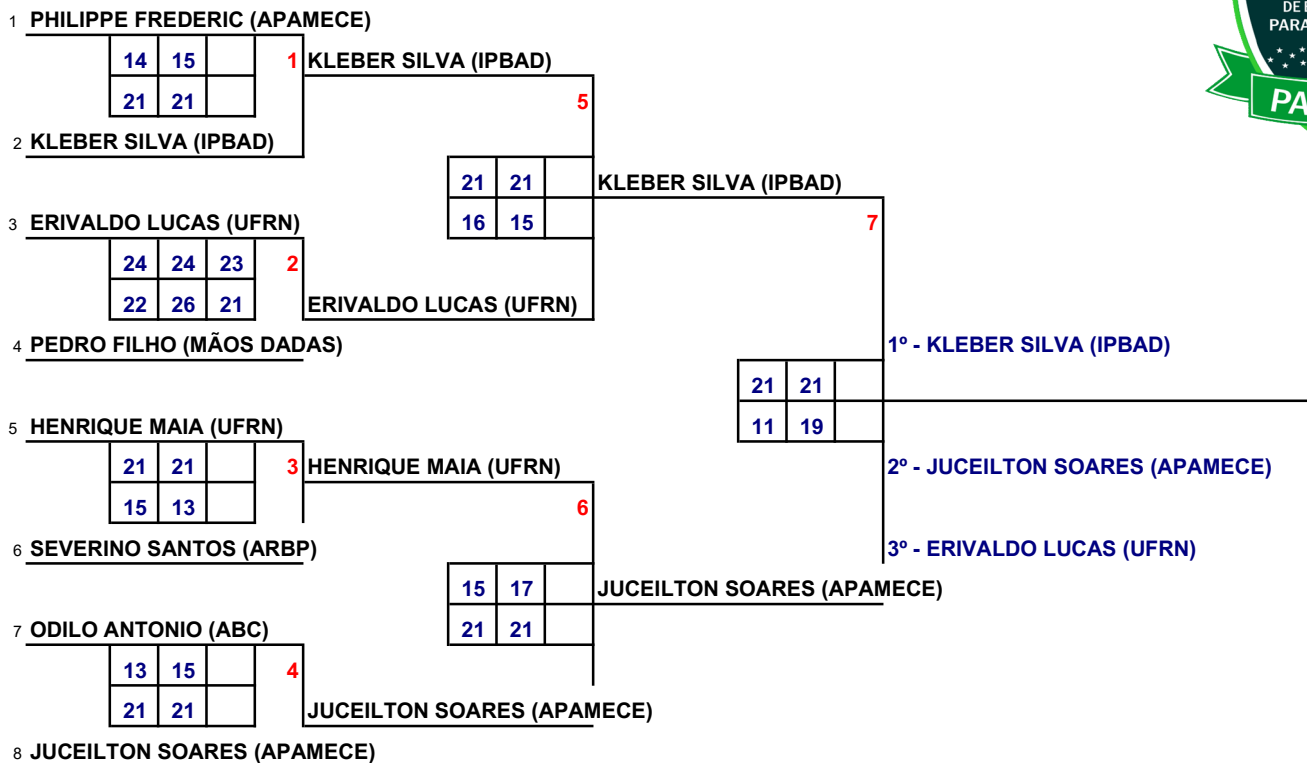 DE
PARA
PA
1 PHILIPPE FREDERIC (APAMECE)
14 15 1 KLEBER SILVA (IPBAD)
21 21 5
2 KLEBER SILVA (IPBAD)
21 21 KLEBER SILVA (IPBAD)
3 ERIVALDO LUCAS (UFRN)
16 15 7
24 24 23 2
22 26 21 ERIVALDO LUCAS (UFRN)
4 PEDRO FILHO (MÃOS DADAS)
1º - KLEBER SILVA (IPBAD)
21 21
11 19
5 HENRIQUE MAIA (UFRN)
21 21 3 HENRIQUE MAIA (UFRN)
2º - JUCEILTON SOARES (APAMECE)
15 13 6
6 SEVERINO SANTOS (ARBP)
3º - ERIVALDO LUCAS (UFRN)
15 17 JUCEILTON SOARES (APAMECE)
7 ODILO ANTONIO (ABC)
21 21
13 15 4
21 21 JUCEILTON SOARES (APAMECE)
8 JUCEILTON SOARES (APAMECE)